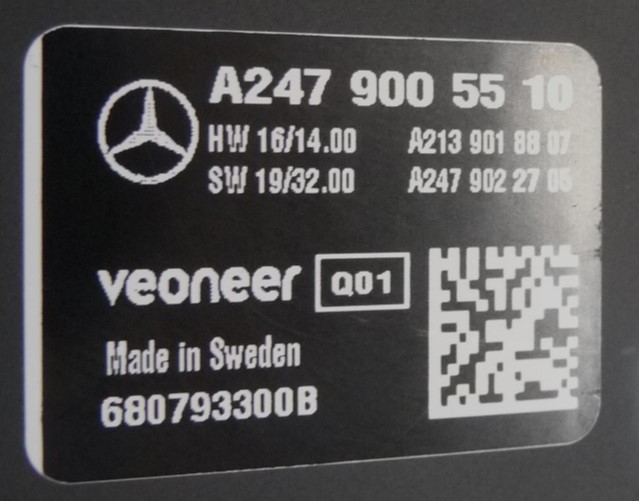 A247 900 55 10
HW 16/14.00 A213 901 88 07
SW 19/32.00 A247 902 27 05
veoneer Q01
Made in Sweden
680793300B